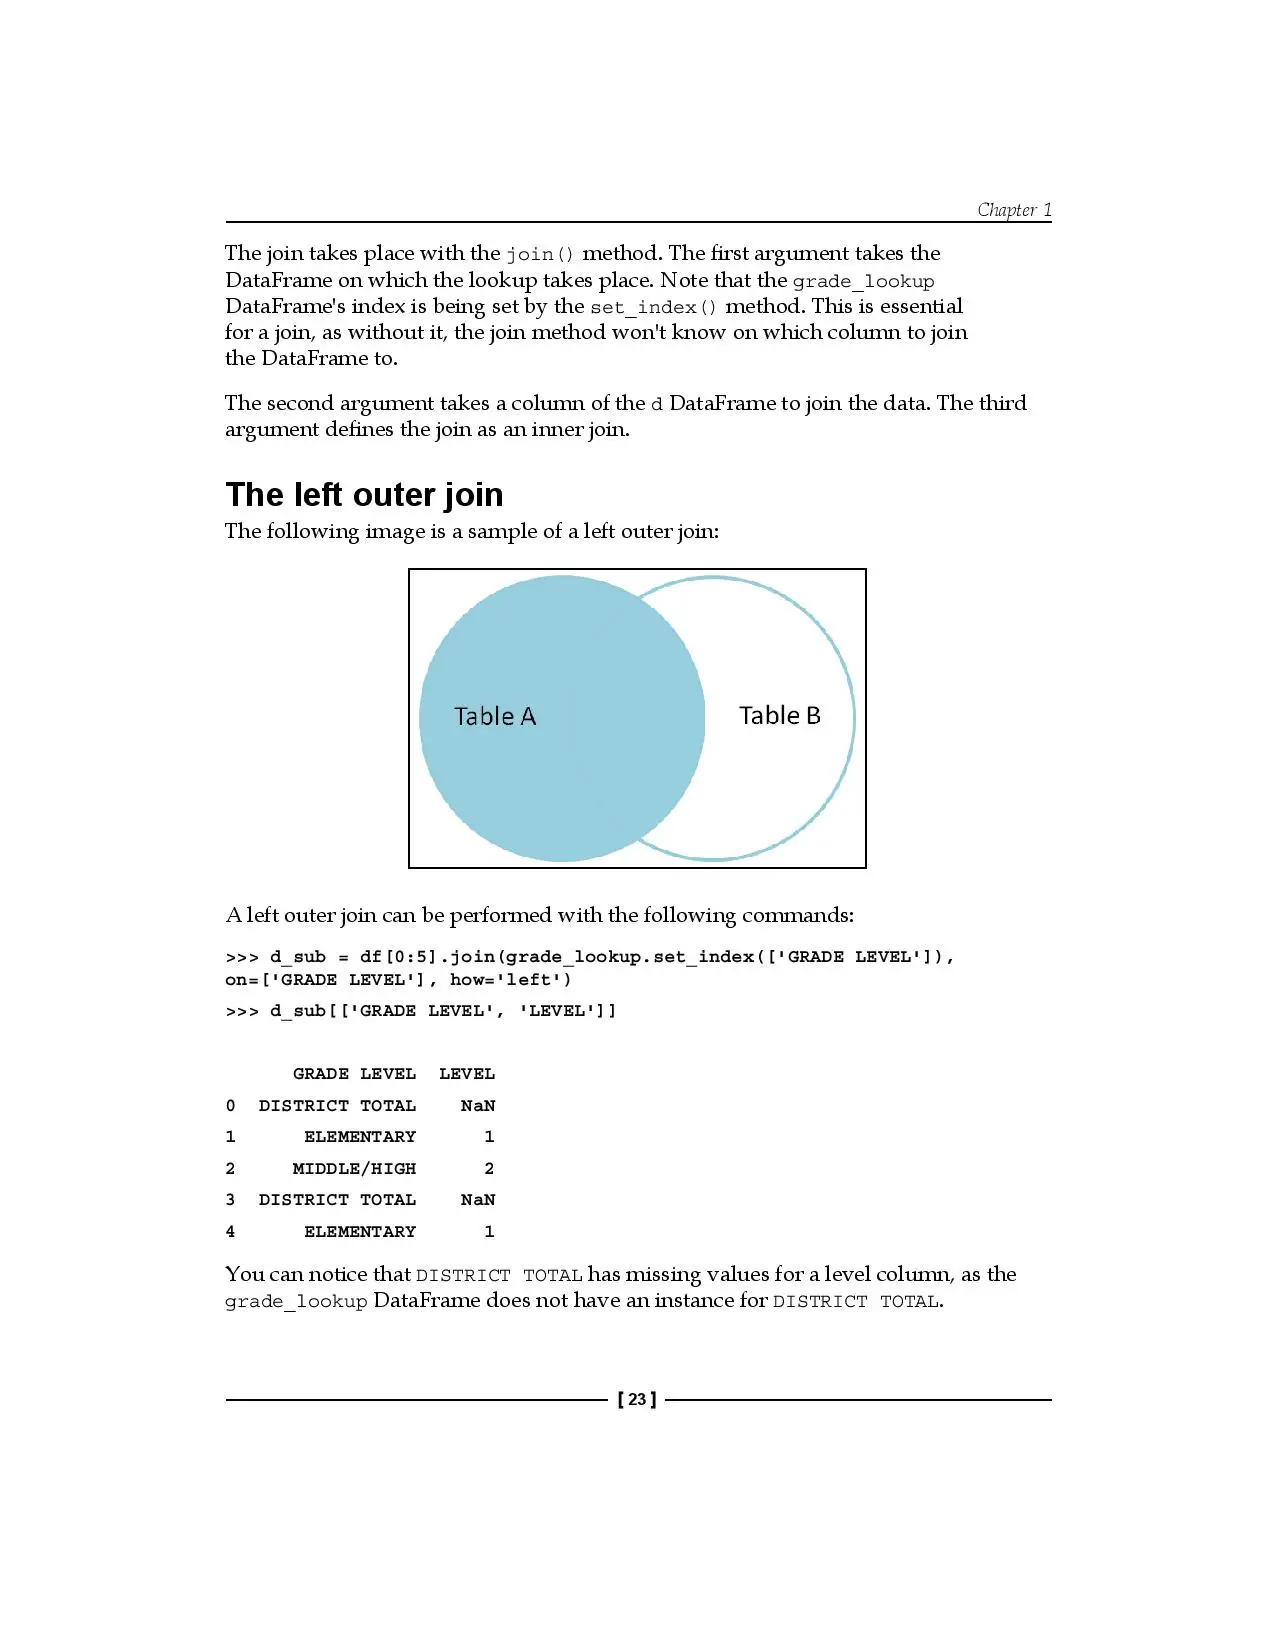 Chapter 1
The join takes place with the join() method. The first argument takes the
DataFrame on which the lookup takes place. Note that the grade_lookup
DataFrame's index is being set by the set_index() method. This is essential
for a join, as without it, the join method won't know on which column to join
the DataFrame to.
The second argument takes a column of the d DataFrame to join the data. The third
argument defines the join as an inner join.
The left outer join
The following image is a sample of a left outer join:
Table A
Table B
A left outer join can be performed with the following commands:
>>> d_sub = df[0:5].join(grade_lookup.set_index(['GRADE LEVEL']),
on=['GRADE LEVEL'], how='left')
>>> d_sub[['GRADE LEVEL', 'LEVEL']]
GRADE LEVEL  LEVEL
0  DISTRICT TOTAL    NaN
1      ELEMENTARY      1
2     MIDDLE/HIGH      2
3  DISTRICT TOTAL    NaN
4      ELEMENTARY      1
You can notice that DISTRICT TOTAL has missing values for a level column, as the
grade_lookup DataFrame does not have an instance for DISTRICT TOTAL.
[ 23 ]